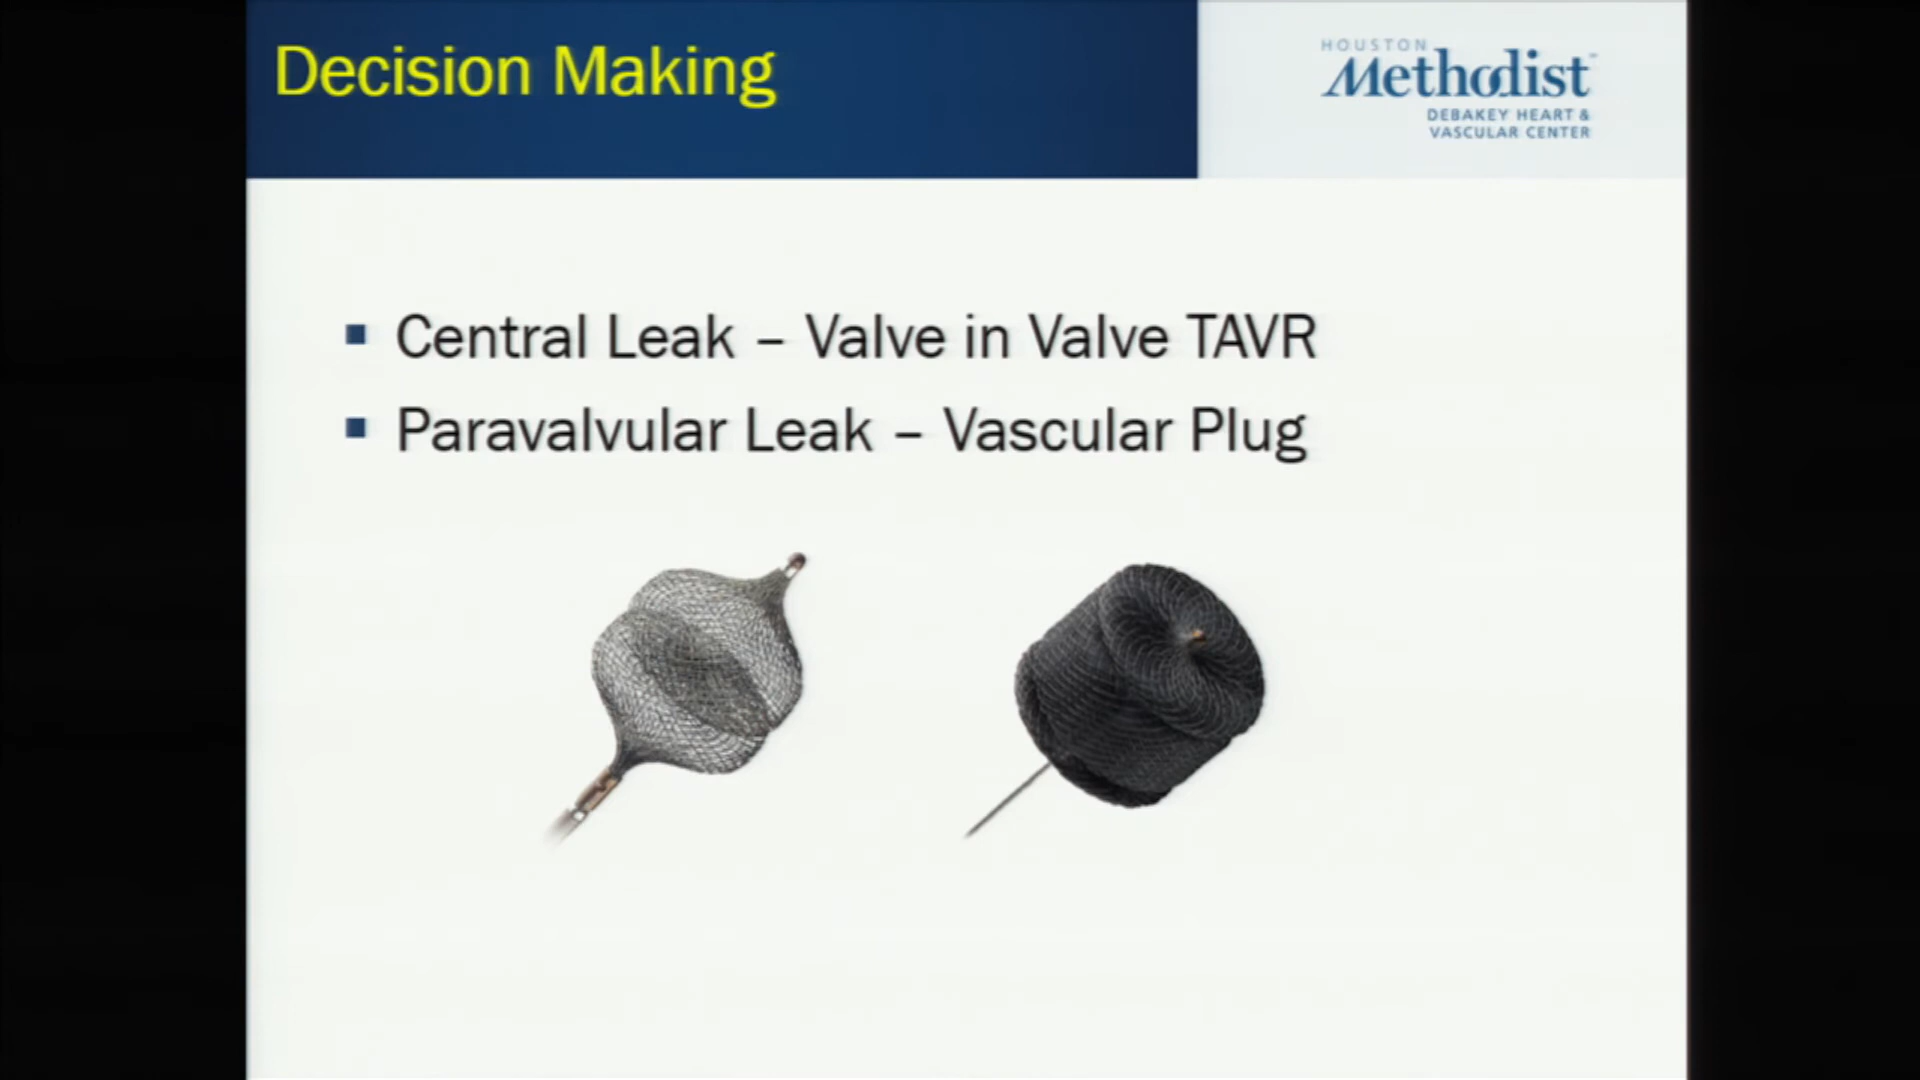 Decision Making
HOUSTON
Methodist
DEBAKEY HEART &
VASCULAR CENTER
▪ Central Leak – Valve in Valve TAVR
▪ Paravalvular Leak – Vascular Plug